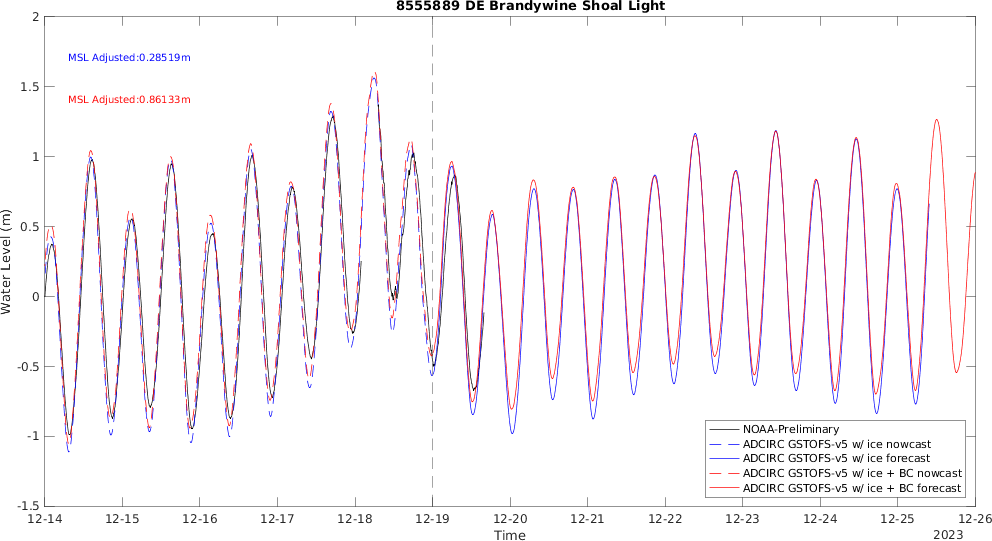 8555889 DE Brandywine Shoal Light
MSL Adjusted:0.28519m
MSL Adjusted:0.86133m
Water Level (m)
2
1.5
1
0.5
0
-0.5
-1
-1.5
NOAA-Preliminary
ADCIRC GSTOFS-v5 w/ ice nowcast
ADCIRC GSTOFS-v5 w/ ice forecast
ADCIRC GSTOFS-v5 w/ ice + BC nowcast
ADCIRC GSTOFS-v5 w/ ice + BC forecast
12-14 12-15 12-16 12-17 12-18 12-19 12-20 12-21 12-22 12-23 12-24 12-25 12-26
Time
2023